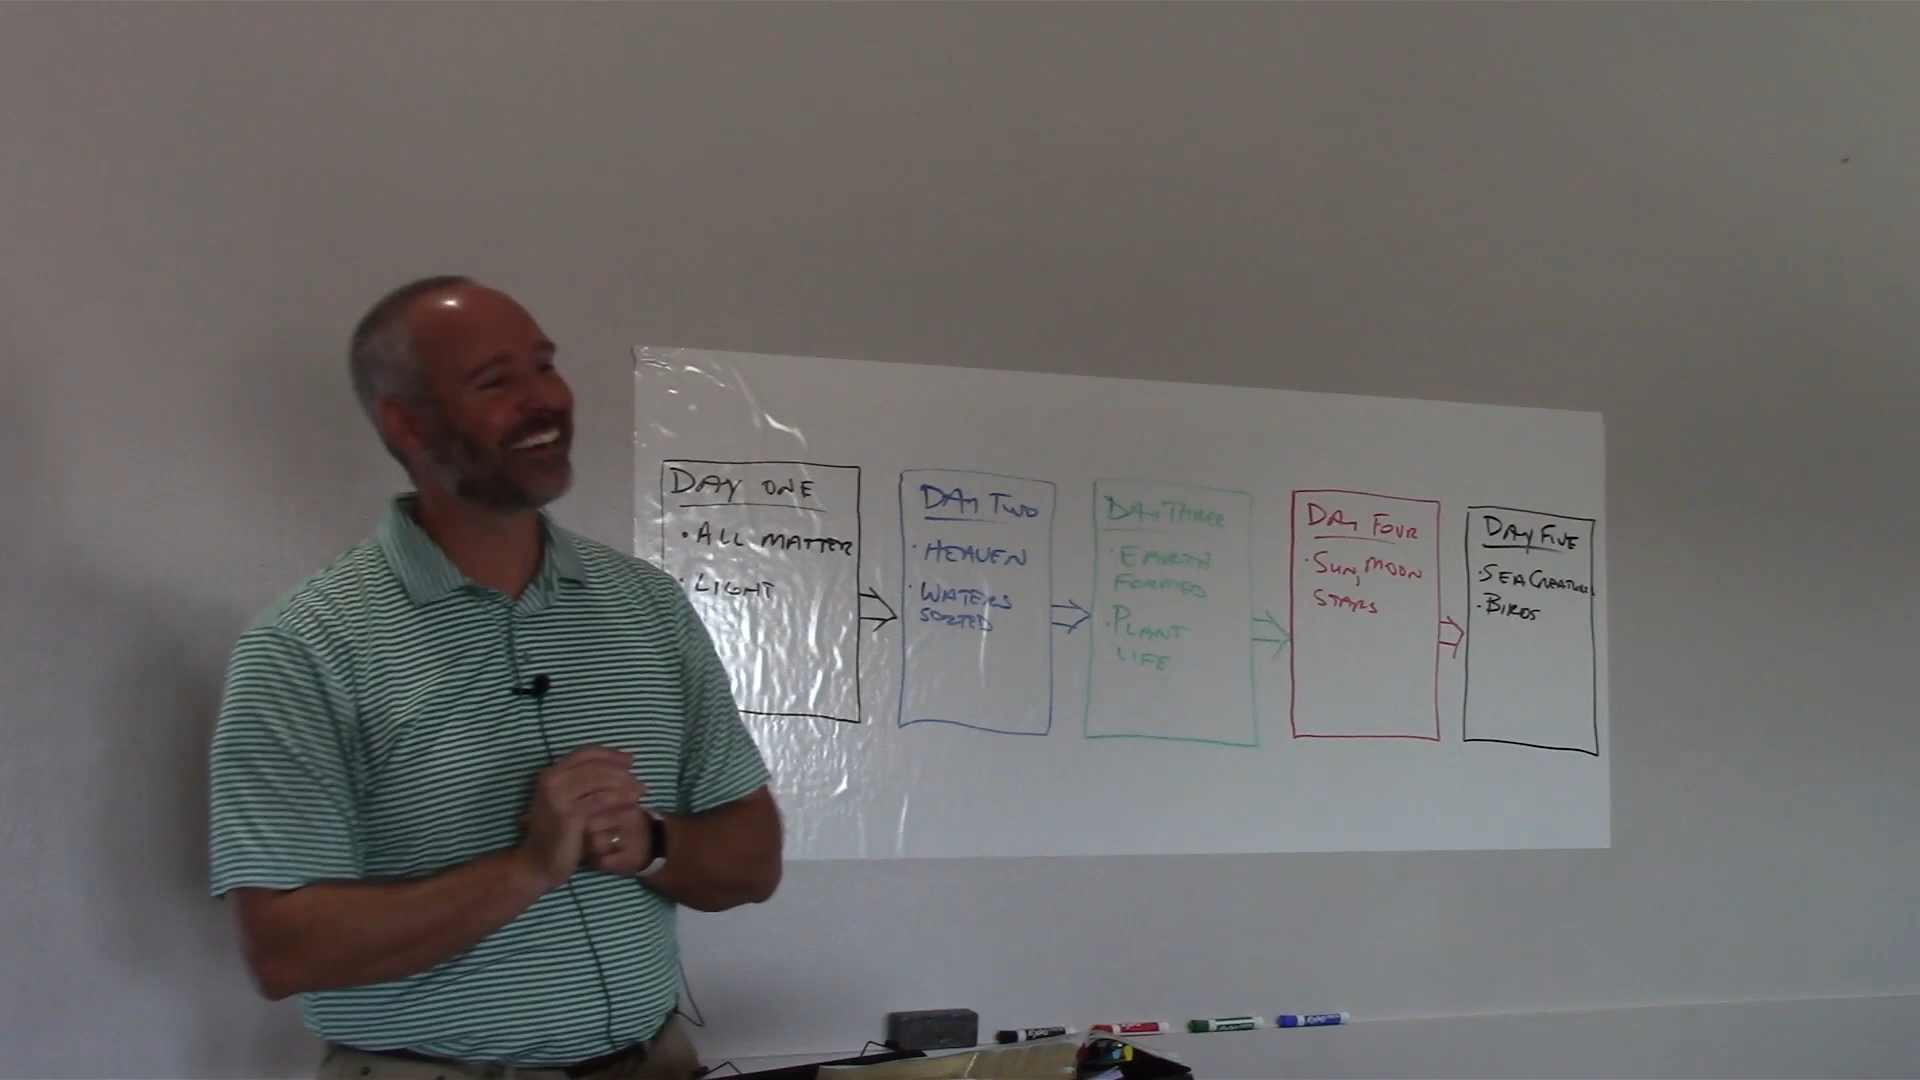 DAY ONE
• ALL MATTER
• LIGHT
DAY TWO
• HEAVEN
• WATERS
SORTED
DAY THREE
• EARTH
FORMED
• PLANT
LIFE
DAY FOUR
• SUN, MOON
STARS
DAY FIVE
• SEA CREATURES
• BIRDS
EXPO